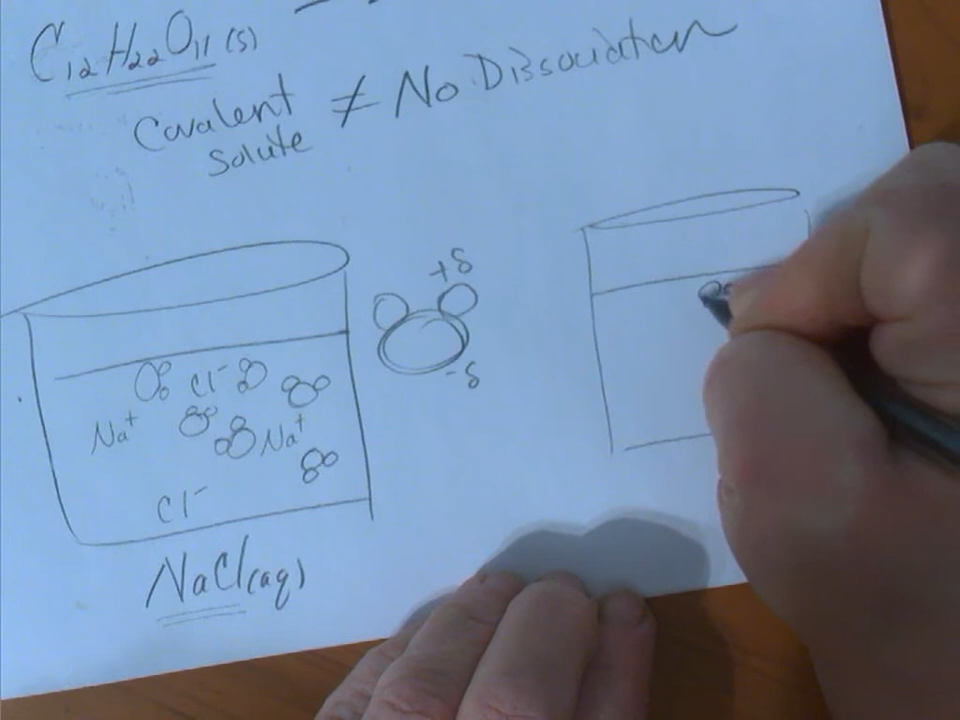 C₁₂H₂₂O₁₁(s)
Covalent ≠ No Dissociation
solute
+δ
-δ
Cl⁻
Na⁺
Na⁺
Cl⁻
NaCl(aq)